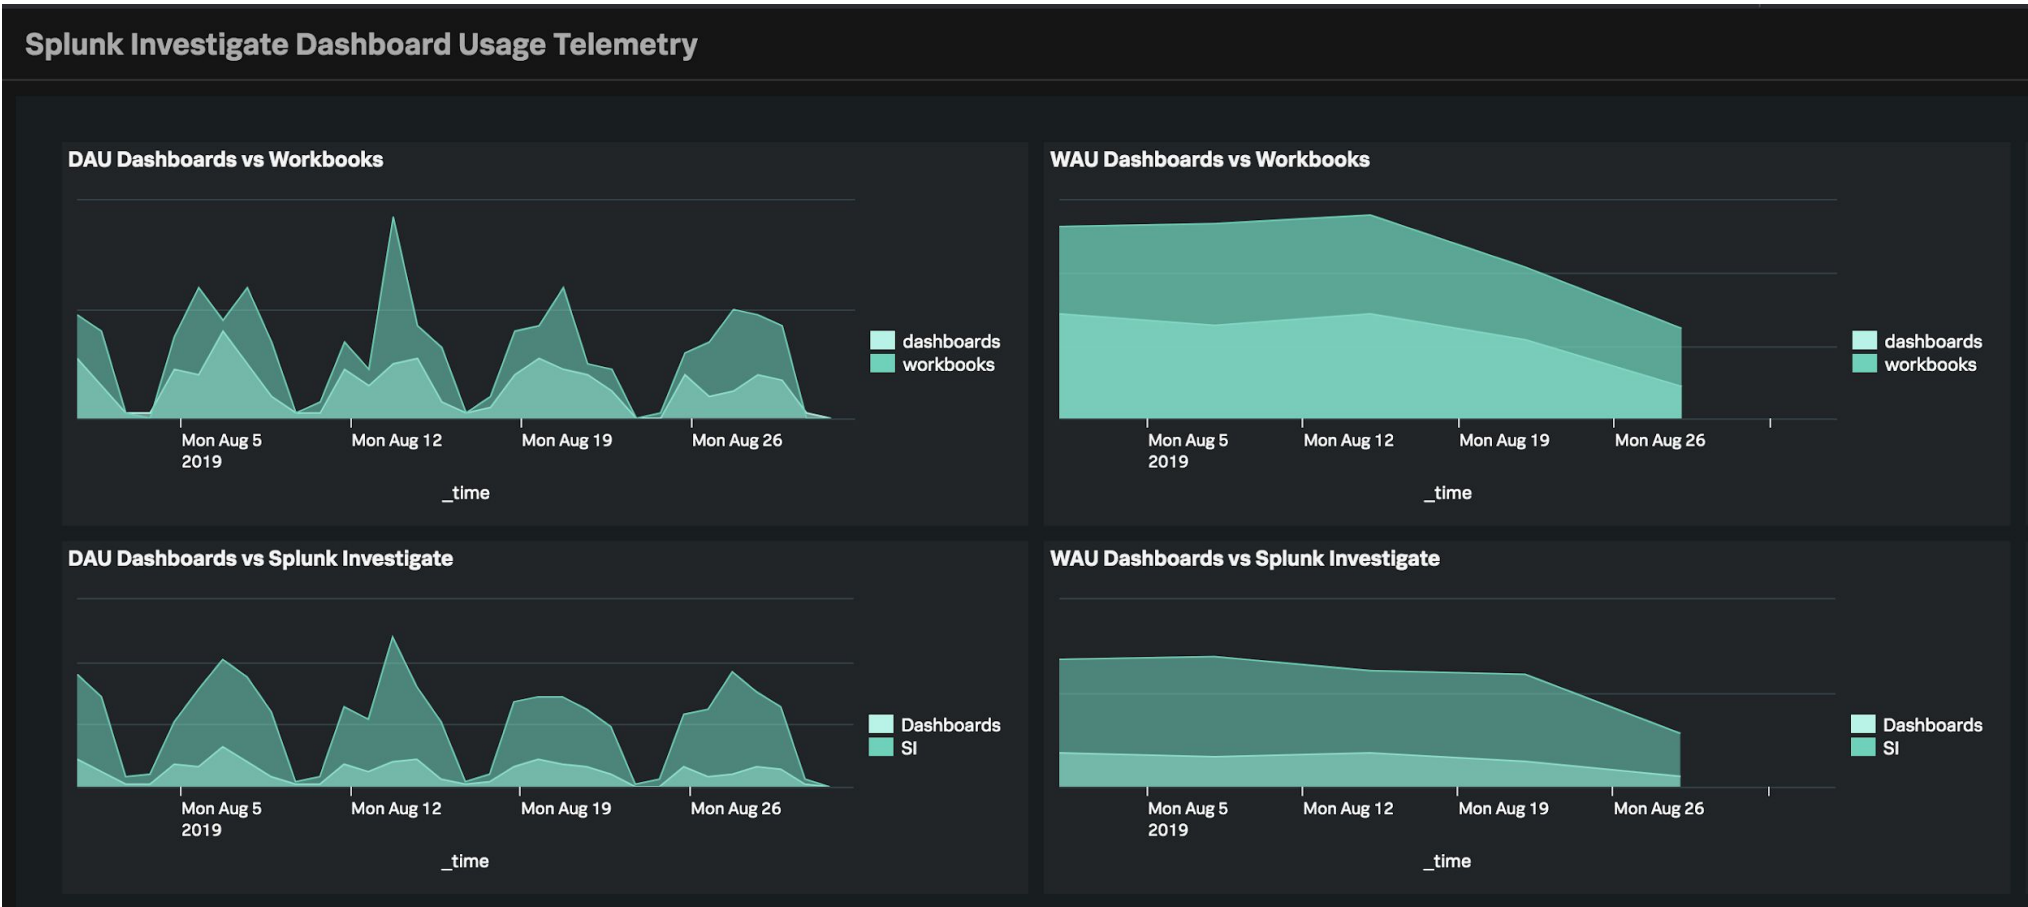 Splunk Investigate Dashboard Usage Telemetry
DAU Dashboards vs Workbooks
dashboards
workbooks
Mon Aug 5 Mon Aug 12 Mon Aug 19 Mon Aug 26
2019
_time
WAU Dashboards vs Workbooks
dashboards
workbooks
Mon Aug 5 Mon Aug 12 Mon Aug 19 Mon Aug 26
2019
_time
DAU Dashboards vs Splunk Investigate
Dashboards
SI
Mon Aug 5 Mon Aug 12 Mon Aug 19 Mon Aug 26
2019
_time
WAU Dashboards vs Splunk Investigate
Dashboards
SI
Mon Aug 5 Mon Aug 12 Mon Aug 19 Mon Aug 26
2019
_time